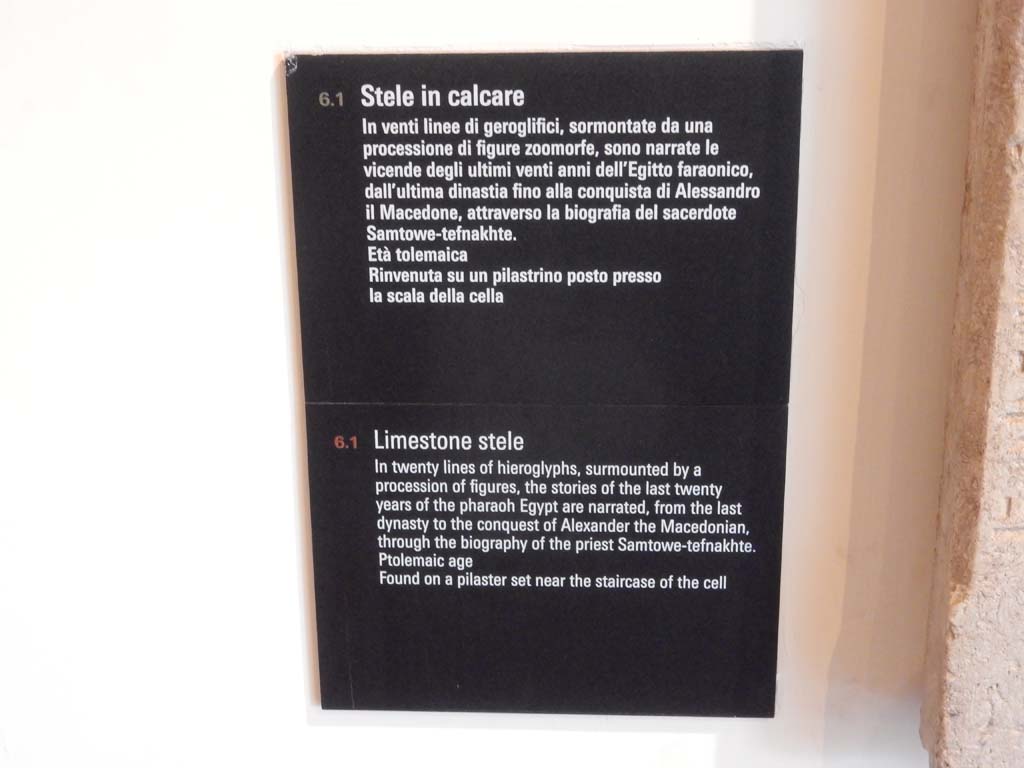 6.1 Stele in calcare
In venti linee di geroglifici, sormontate da una
processione di figure zoomorfe, sono narrate le
vicende degli ultimi venti anni dell'Egitto faraonico,
dall'ultima dinastia fino alla conquista di Alessandro
il Macedone, attraverso la biografia del sacerdote
Samtowe-tefnakhte.
Età tolemaica
Rinvenuta su un pilastrino posto presso
la scala della cella
6.1 Limestone stele
In twenty lines of hieroglyphs, surmounted by a
procession of figures, the stories of the last twenty
years of the pharaoh Egypt are narrated, from the last
dynasty to the conquest of Alexander the Macedonian,
through the biography of the priest Samtowe-tefnakhte.
Ptolemaic age
Found on a pilaster set near the staircase of the cell